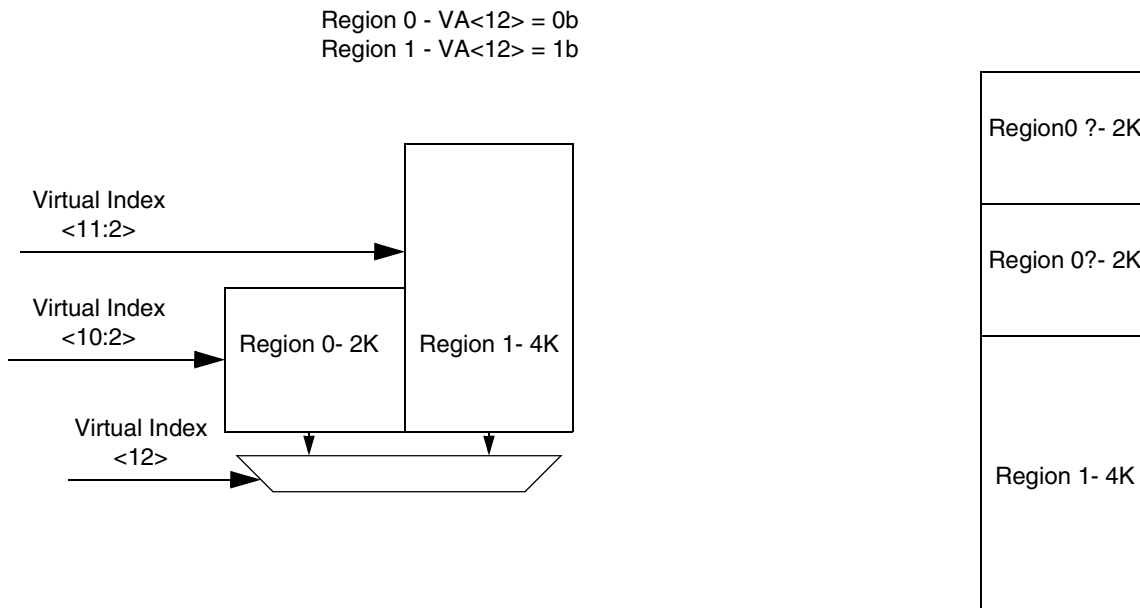 Region 0 - VA<12> = 0b
Region 1 - VA<12> = 1b
Virtual Index
<11:2>
Virtual Index
<10:2>
Virtual Index
<12>
Region 0- 2K
Region 1- 4K
Region0 ?- 2K
Region 0?- 2K
Region 1- 4K